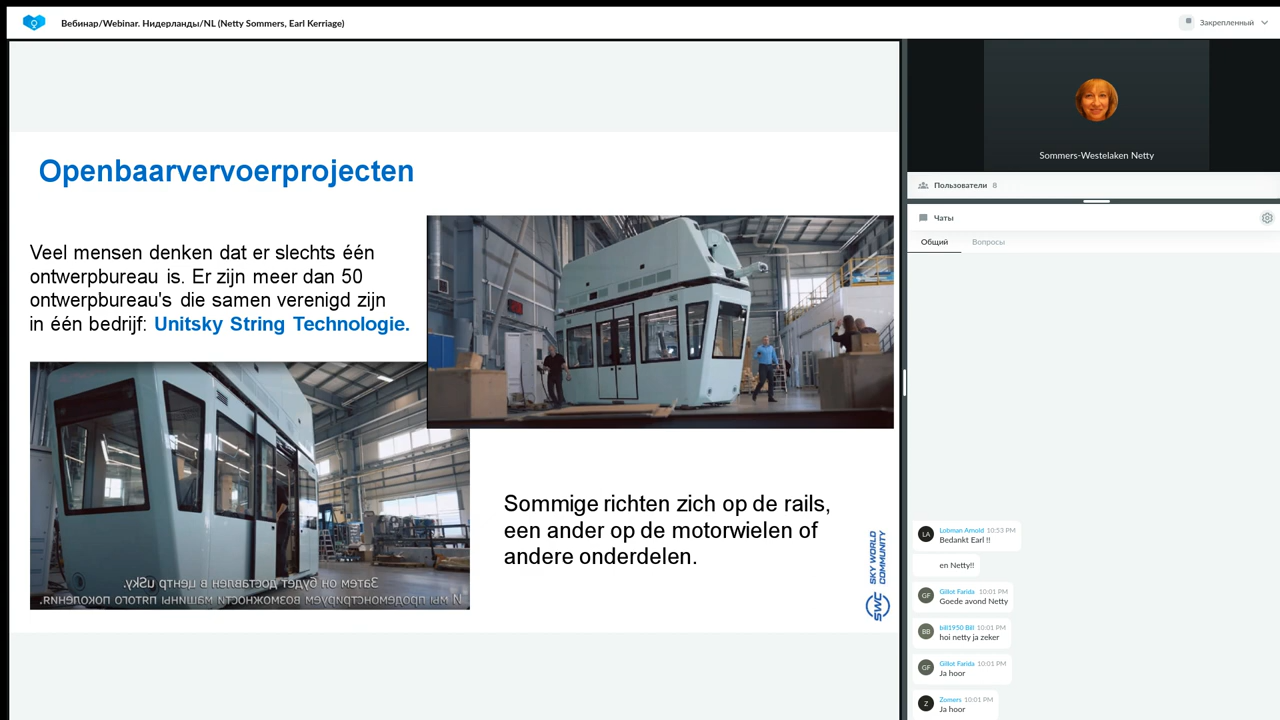 Вебинар/Webinar. Нидерланды/NL (Netty Sommers, Earl Kerriage)
Закрепленный
Openbaarvervoerprojecten
Veel mensen denken dat er slechts één
ontwerpbureau is. Er zijn meer dan 50
ontwerpbureau's die samen verenigd zijn
in één bedrijf: Unitsky String Technologie.
Затем он будет доставлен в центр uSky,
И мы продемонстрируем возможности машины пятого поколения.
Sommige richten zich op de rails,
een ander op de motorwielen of
andere onderdelen.
SKY WORLD
COMMUNITY
SWC
Sommers-Westelaken Netty
Пользователи 8
Чаты
Общий Вопросы
LA
Lobman Arnold 10:53 PM
Bedankt Earl !!
en Netty!!
GF
Gillot Farida 10:01 PM
Goede avond Netty
BB
bill1950 Bill 10:01 PM
hoi netty ja zeker
GF
Gillot Farida 10:01 PM
Ja hoor
Z
Zomers 10:01 PM
Ja hoor